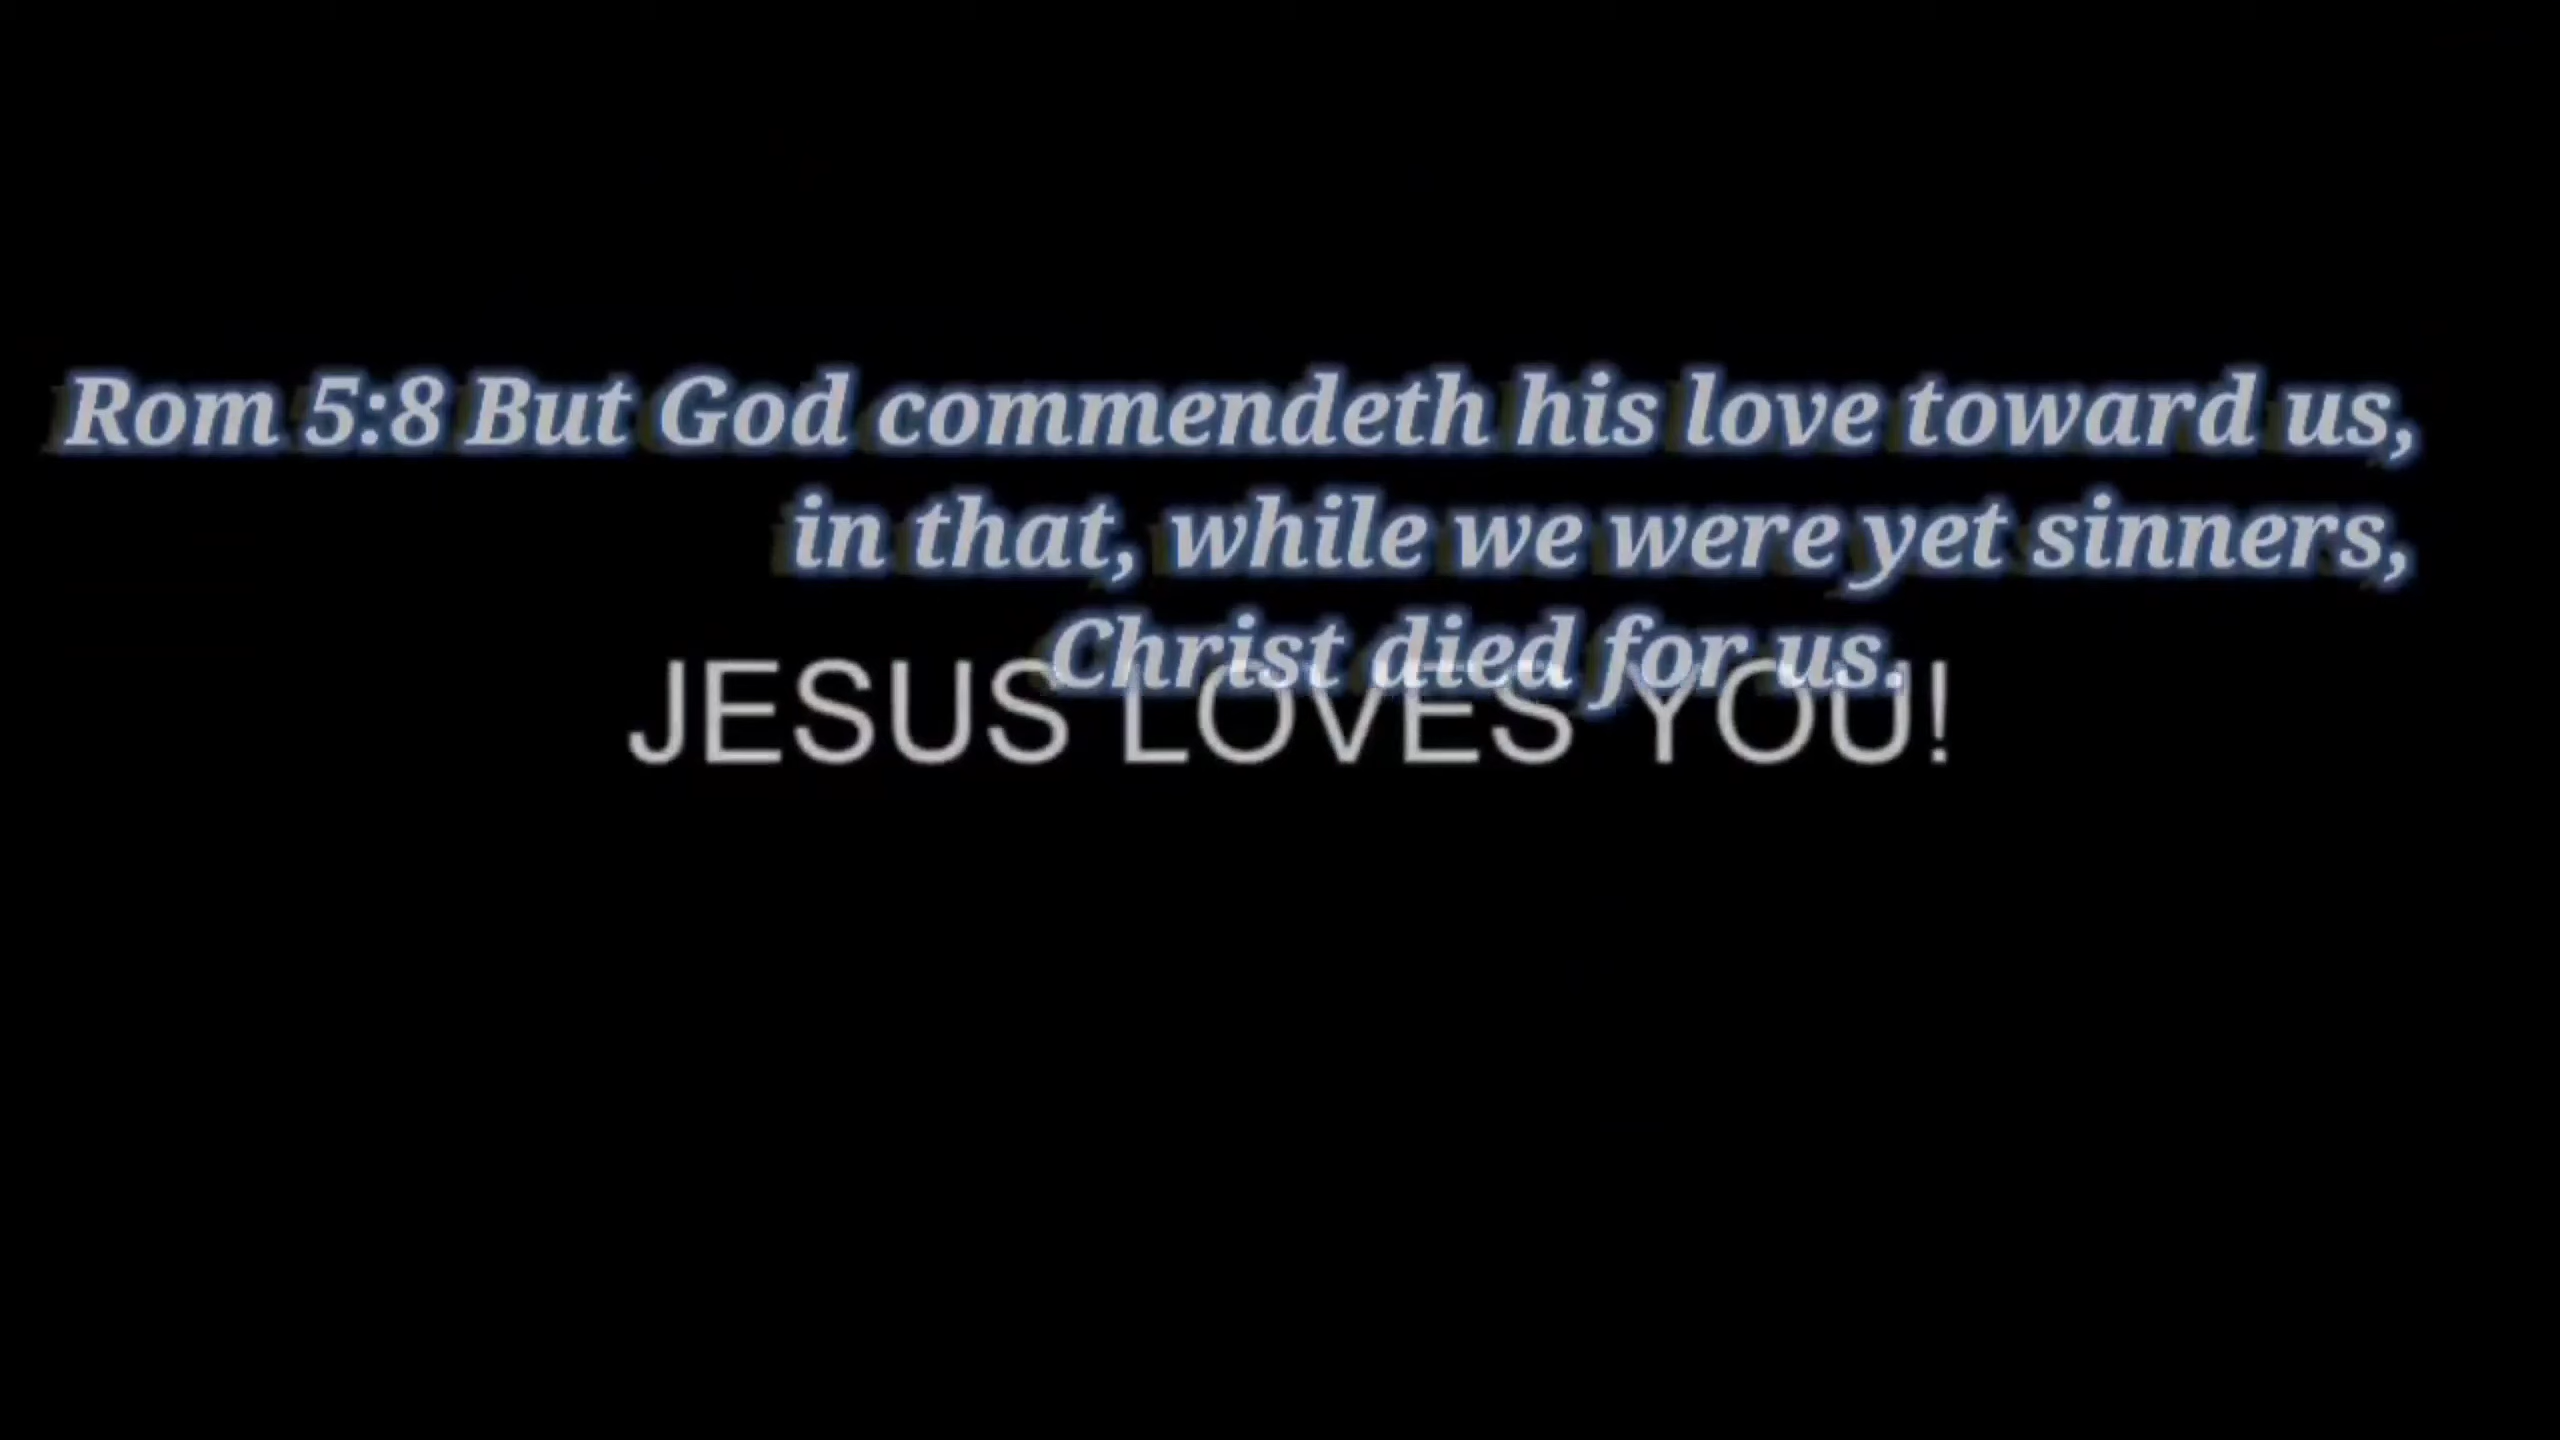 Rom 5:8 But God commendeth his love toward us,
in that, while we were yet sinners,
Christ died for us.
JESUS LOVES YOU!